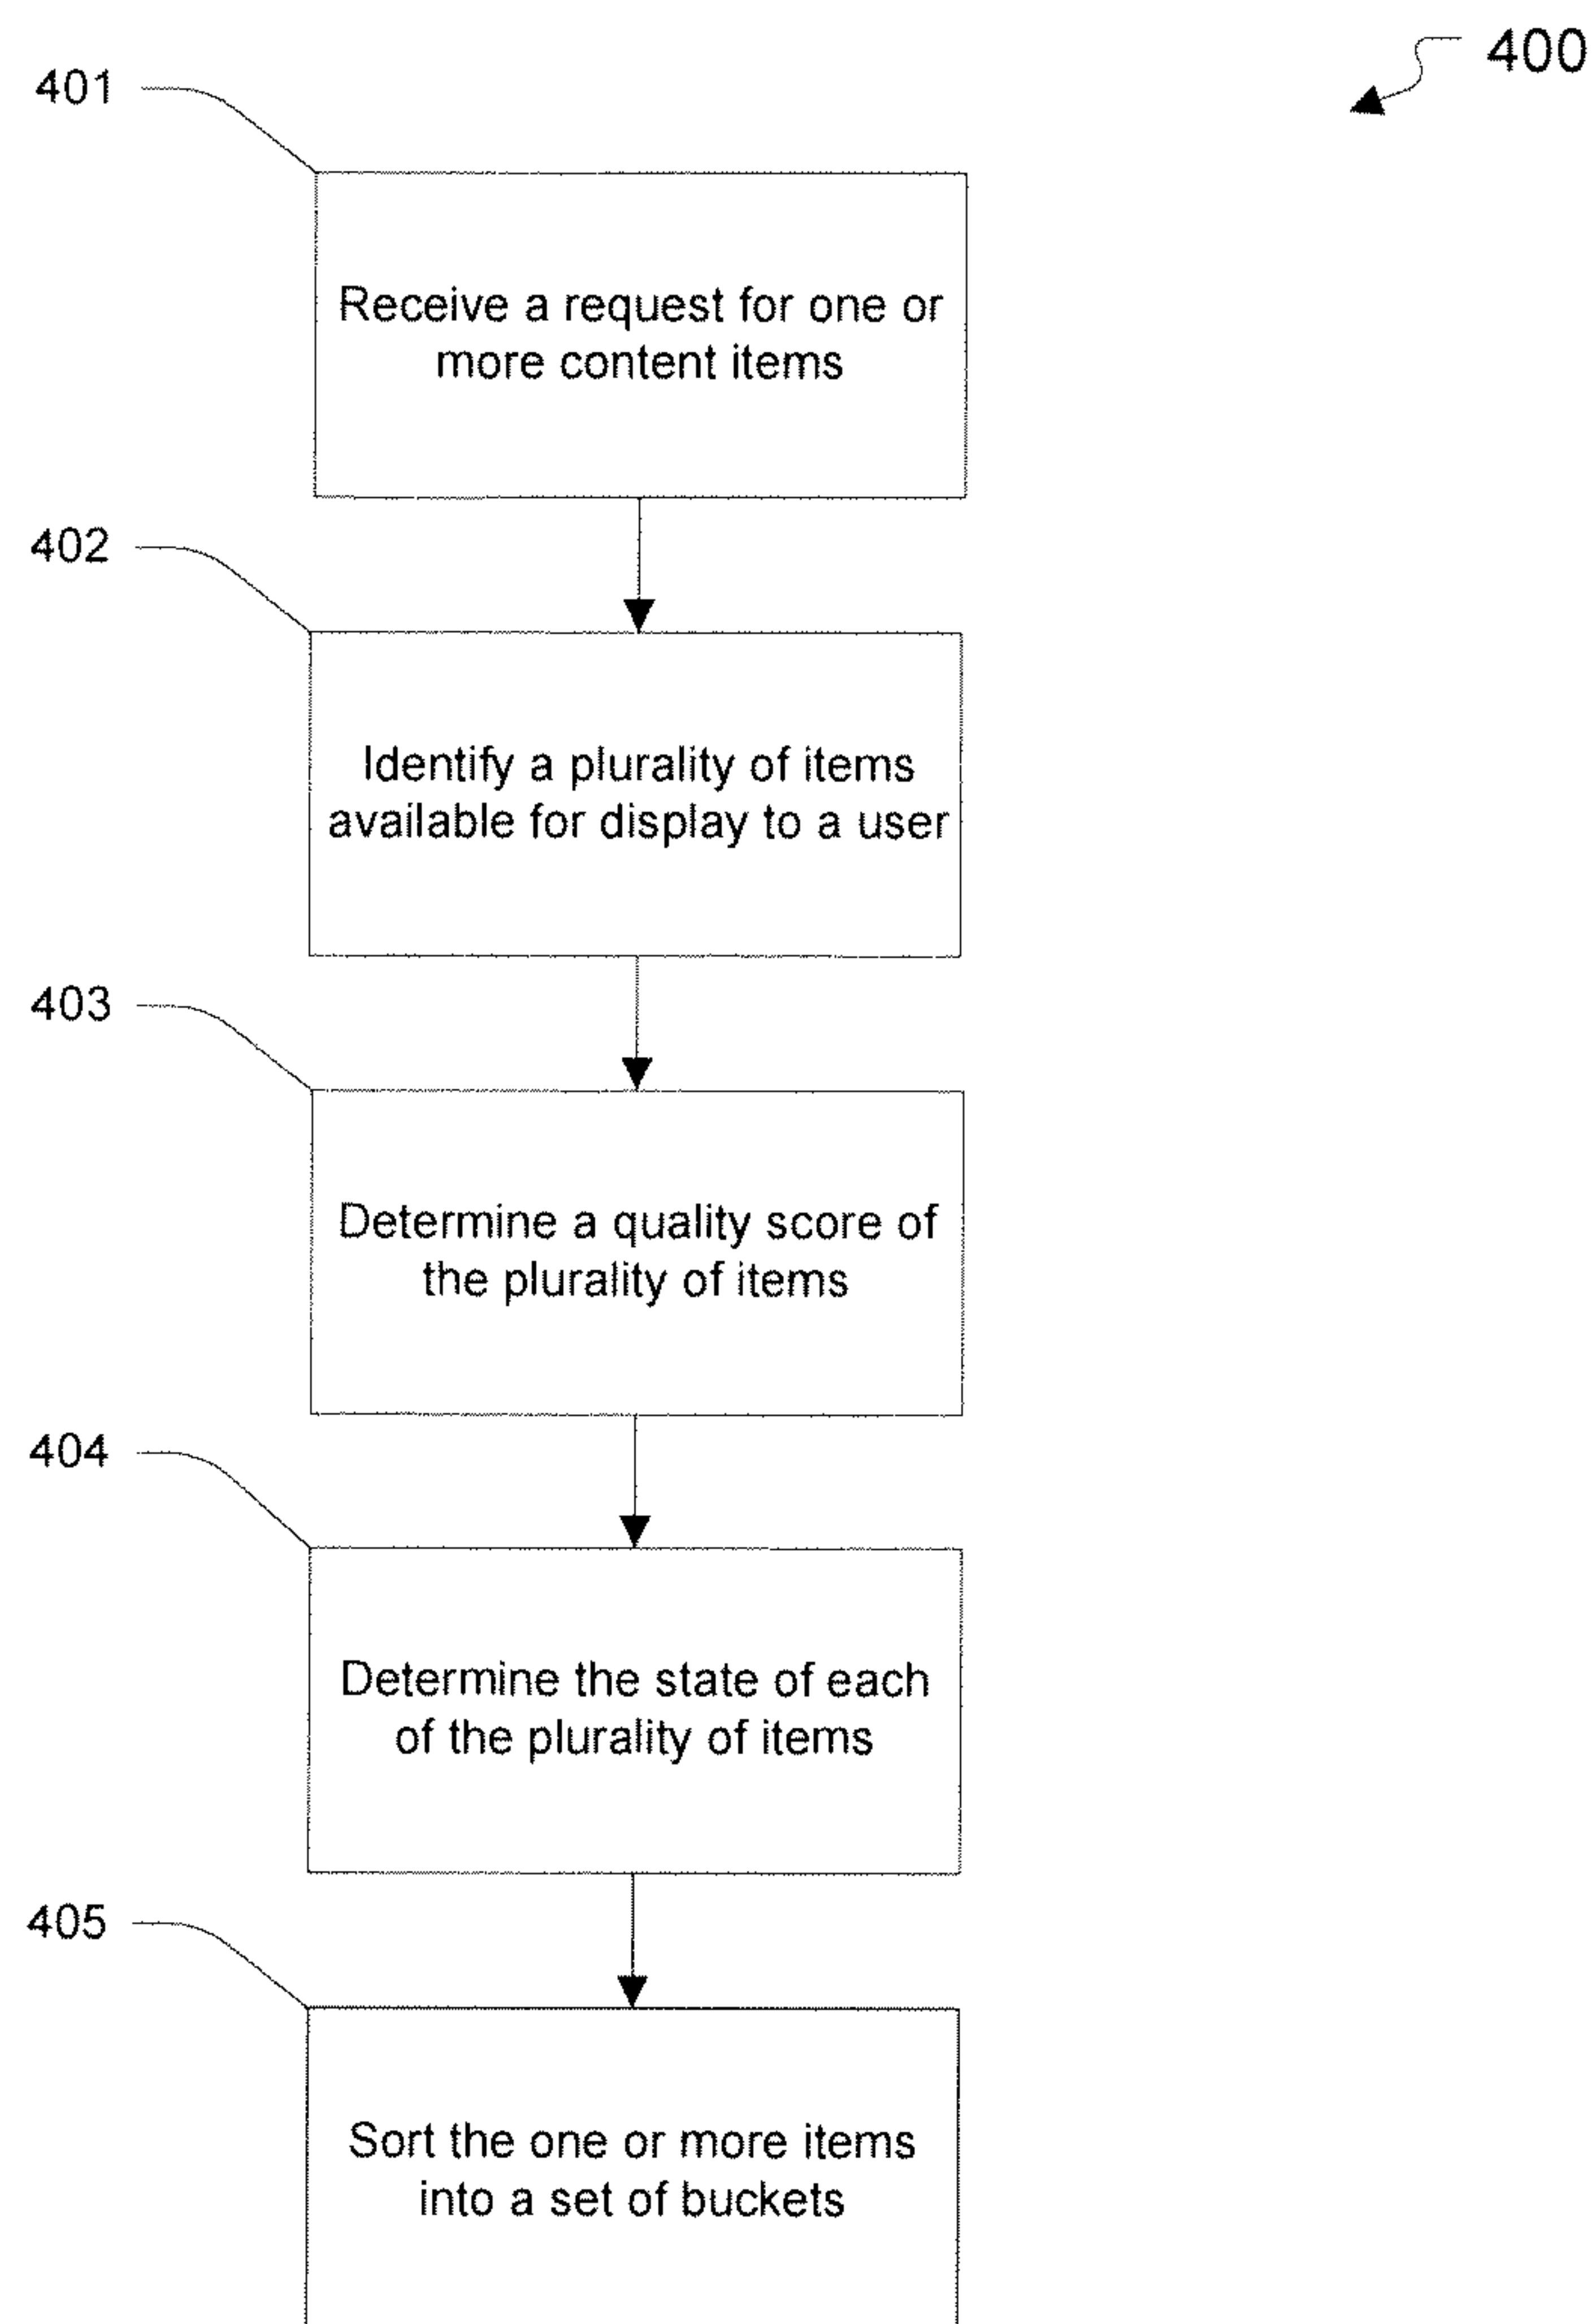 400
401
Receive a request for one or
more content items
402
Identify a plurality of items
available for display to a user
403
Determine a quality score of
the plurality of items
404
Determine the state of each
of the plurality of items
405
Sort the one or more items
into a set of buckets